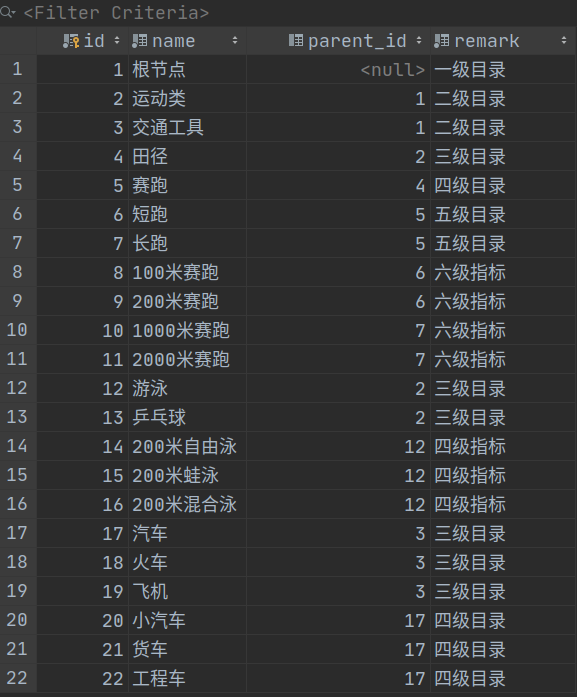 <Filter Criteria>
id name parent_id remark
1 1 根节点 <null> 一级目录
2 2 运动类 1 二级目录
3 3 交通工具 1 二级目录
4 4 田径 2 三级目录
5 5 赛跑 4 四级目录
6 6 短跑 5 五级目录
7 7 长跑 5 五级目录
8 8 100米赛跑 6 六级指标
9 9 200米赛跑 6 六级指标
10 10 1000米赛跑 7 六级指标
11 11 2000米赛跑 7 六级指标
12 12 游泳 2 三级目录
13 13 乒乓球 2 三级目录
14 14 200米自由泳 12 四级指标
15 15 200米蛙泳 12 四级指标
16 16 200米混合泳 12 四级指标
17 17 汽车 3 三级目录
18 18 火车 3 三级目录
19 19 飞机 3 三级目录
20 20 小汽车 17 四级目录
21 21 货车 17 四级目录
22 22 工程车 17 四级目录